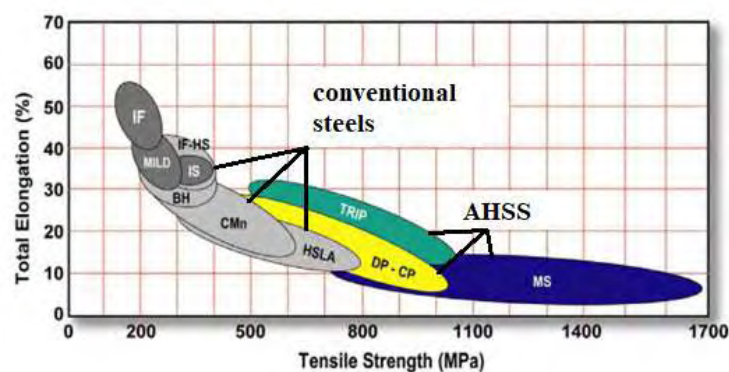 70
60
50
40
30
20
10
0
Total Elongation (%)
conventional
steels
IF
IF-HS
MILD
IS
BH
CMn
HSLA
TRIP
AHSS
DP - CP
MS
0
200
500
800
1100
1400
1700
Tensile Strength (MPa)